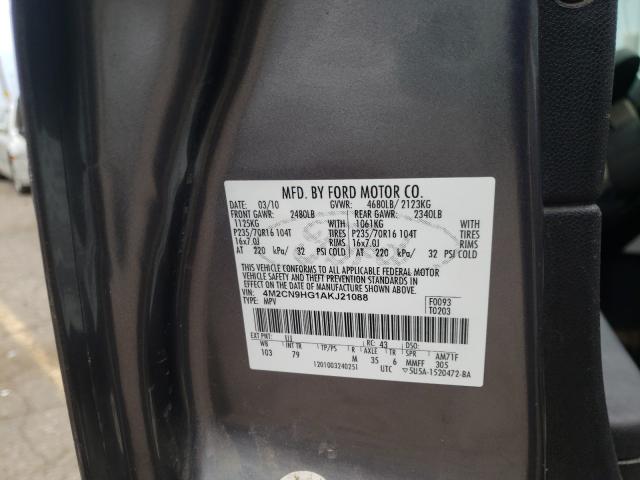 MFD. BY FORD MOTOR CO.
DATE: 03/10 GVWR: 4680LB/ 2123KG
FRONT GAWR: 2480LB REAR GAWR: 2340LB
1125KG WITH 1061KG WITH
P235/70R16 104T TIRES P235/70R16 104T TIRES
16x7.0J RIMS 16x7.0J RIMS
AT 220 kPa/ 32 PSI COLD AT 220 kPa/ 32 PSI COLD
THIS VEHICLE CONFORMS TO ALL APPLICABLE FEDERAL MOTOR
VEHICLE SAFETY AND THEFT PREVENTION STANDARDS IN EFFECT
ON THE DATE OF MANUFACTURE SHOWN ABOVE.
VIN: 4M2CN9HG1AKJ21088 F0093
TYPE: MPV T0203
EXT PNT: UJ RC: 43 DSO:
WB INT TR TP/PS R AXLE TR SPR AM71F
103 79 M 35 6 MMFF 305
1201003240251 UTC 5U5A-1520472-BA